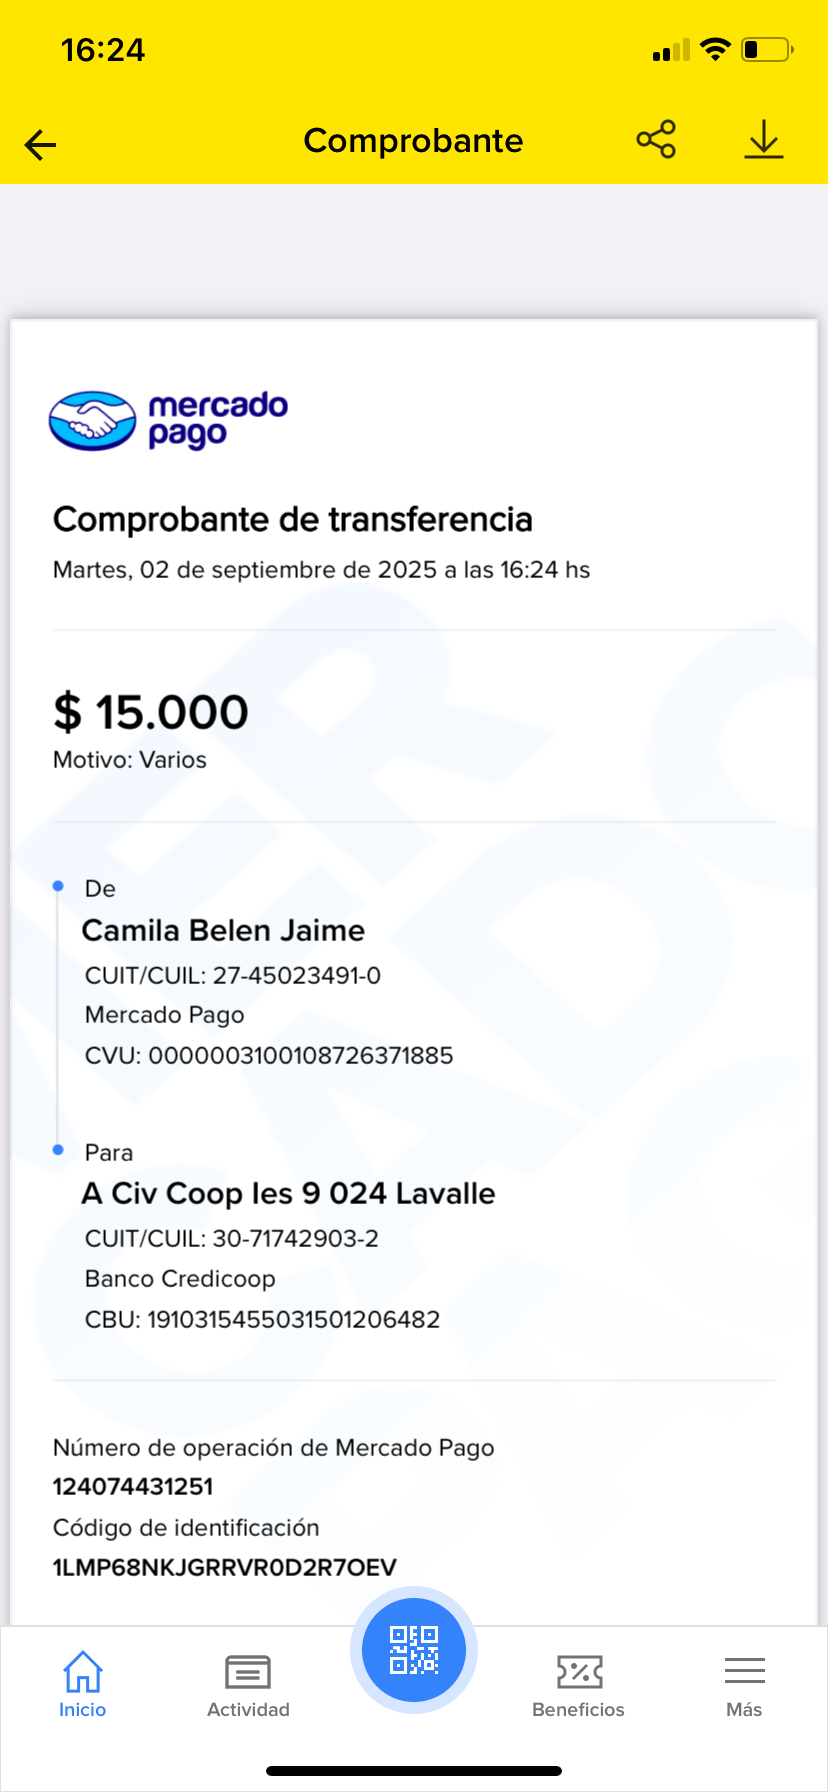 16:24
Comprobante
mercado
pago
Comprobante de transferencia
Martes, 02 de septiembre de 2025 a las 16:24 hs
$ 15.000
Motivo: Varios
De
Camila Belen Jaime
CUIT/CUIL: 27-45023491-0
Mercado Pago
CVU: 0000003100108726371885
Para
A Civ Coop Ies 9 024 Lavalle
CUIT/CUIL: 30-71742903-2
Banco Credicoop
CBU: 1910315455031501206482
Número de operación de Mercado Pago
124074431251
Código de identificación
1LMP68NKJGRRVR0D2R7OEV
Inicio
Actividad
Beneficios
Más